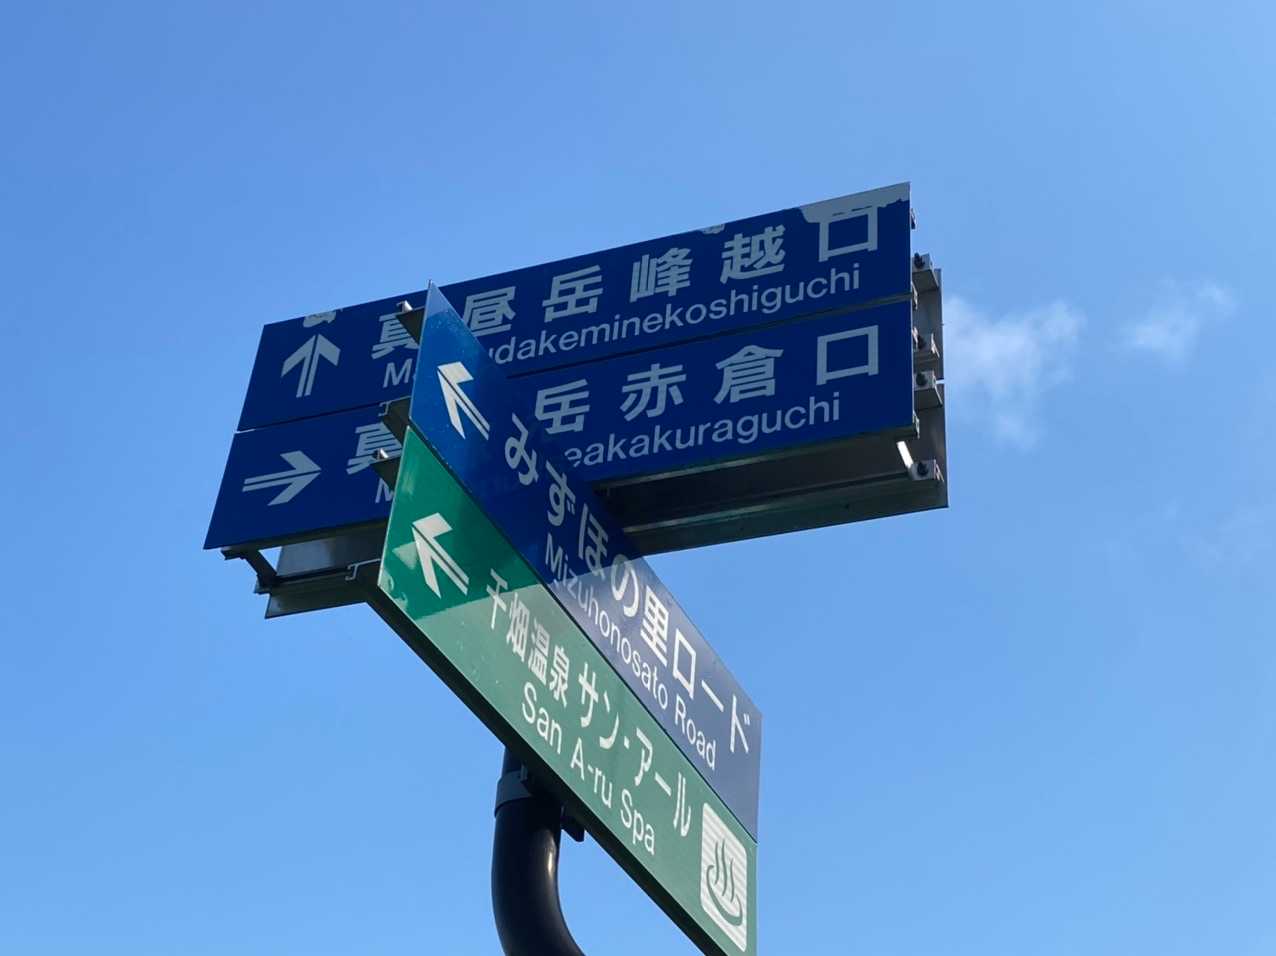 真昼岳峰越口
udakeminekoshiguchi
真 岳赤倉口
eakakuraguchi
みずほの里ロード
Mizuhonosato Road
千畑温泉 サン・アール
San A-ru Spa